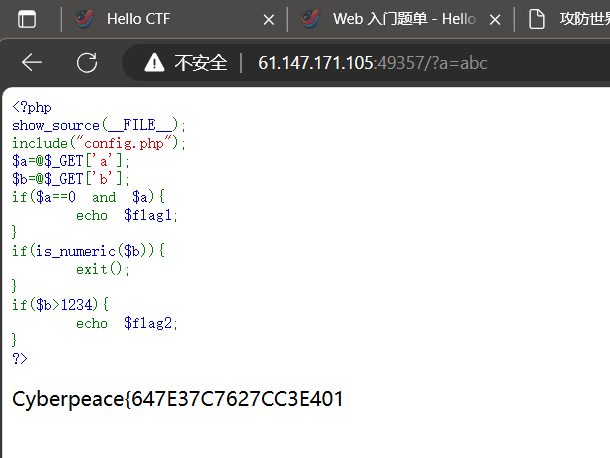 Hello CTF
Web 入门题单 - Hello
攻防世界
不安全 | 61.147.171.105:49357/?a=abc
<?php
show_source(__FILE__);
include("config.php");
$a=@$_GET['a'];
$b=@$_GET['b'];
if($a==0 and $a){
echo $flag1;
}
if(is_numeric($b)){
exit();
}
if($b>1234){
echo $flag2;
}
?>
Cyberpeace{647E37C7627CC3E401